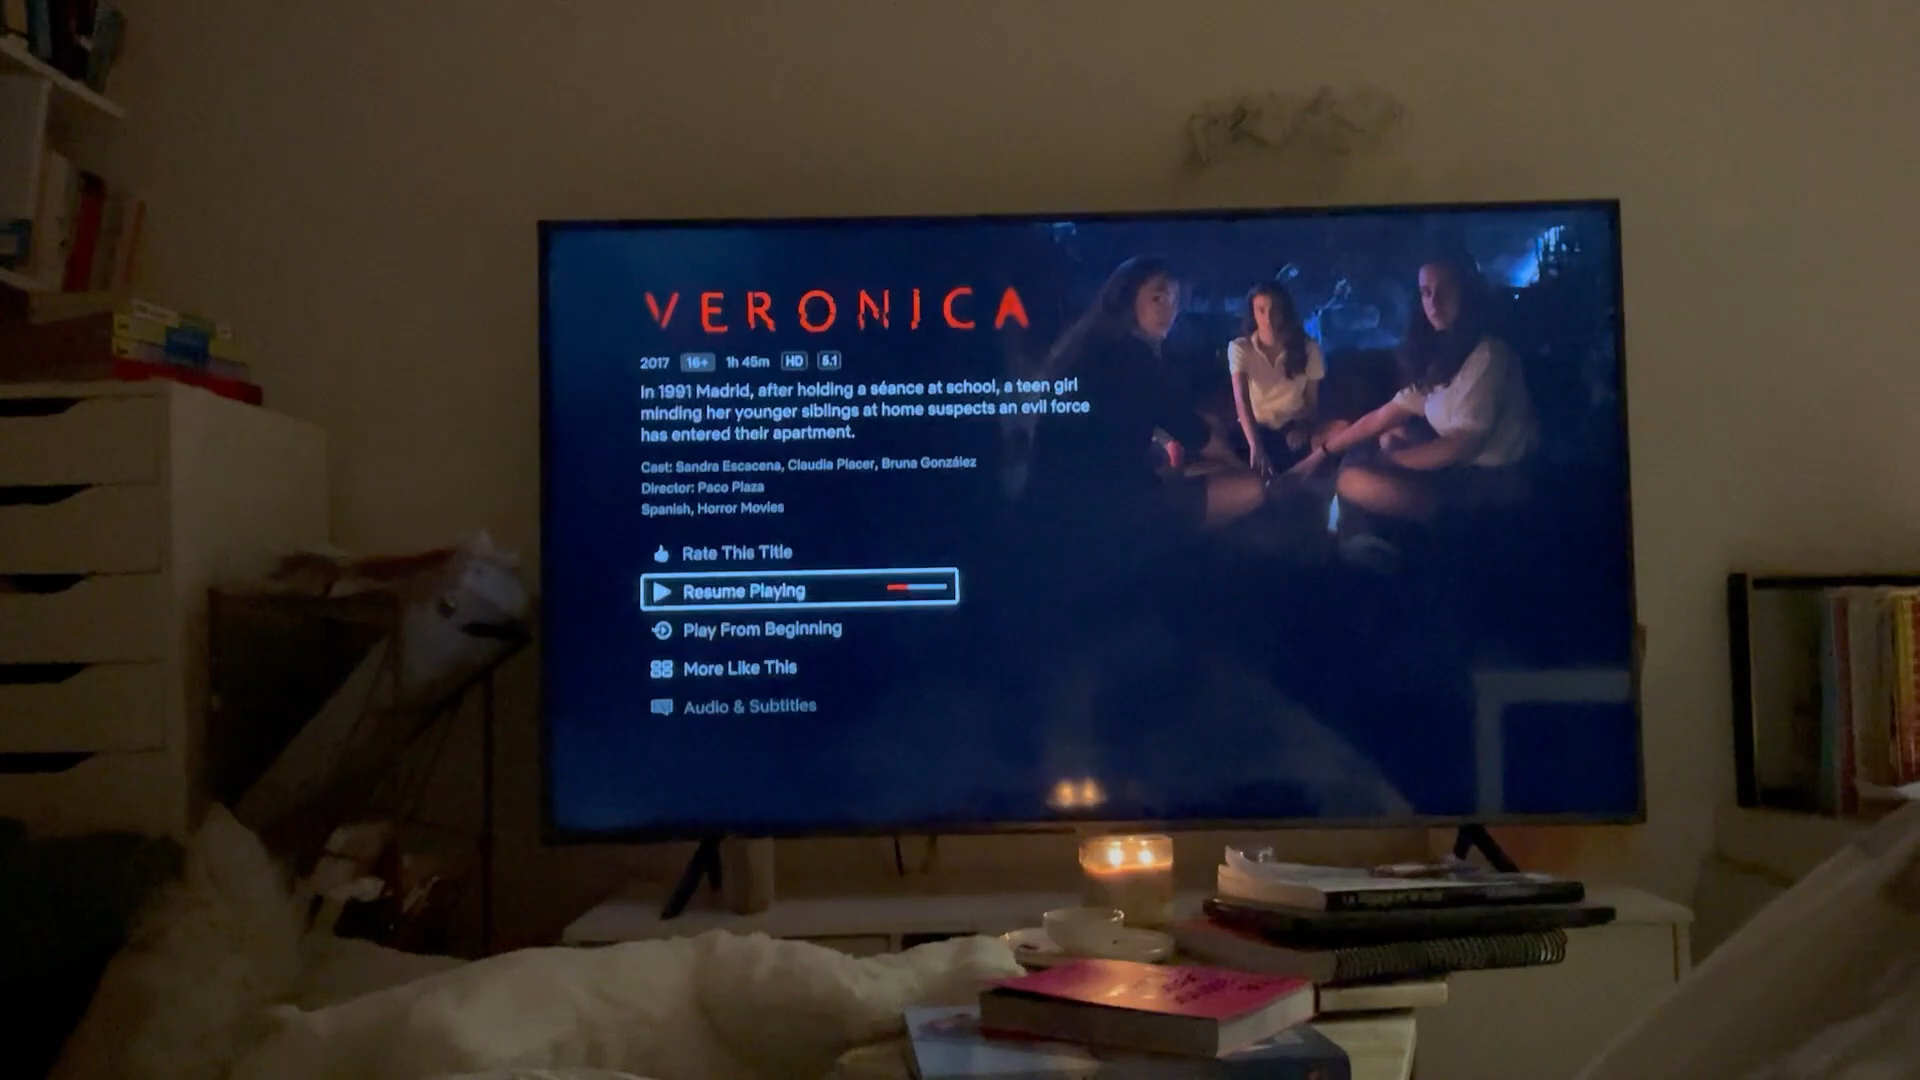 VERONICA
2017 16+ 1h 45m HD 5.1
In 1991 Madrid, after holding a séance at school, a teen girl
minding her younger siblings at home suspects an evil force
has entered their apartment.
Cast: Sandra Escacena, Claudia Placer, Bruna González
Director: Paco Plaza
Spanish, Horror Movies
Rate This Title
Resume Playing
Play From Beginning
More Like This
Audio & Subtitles